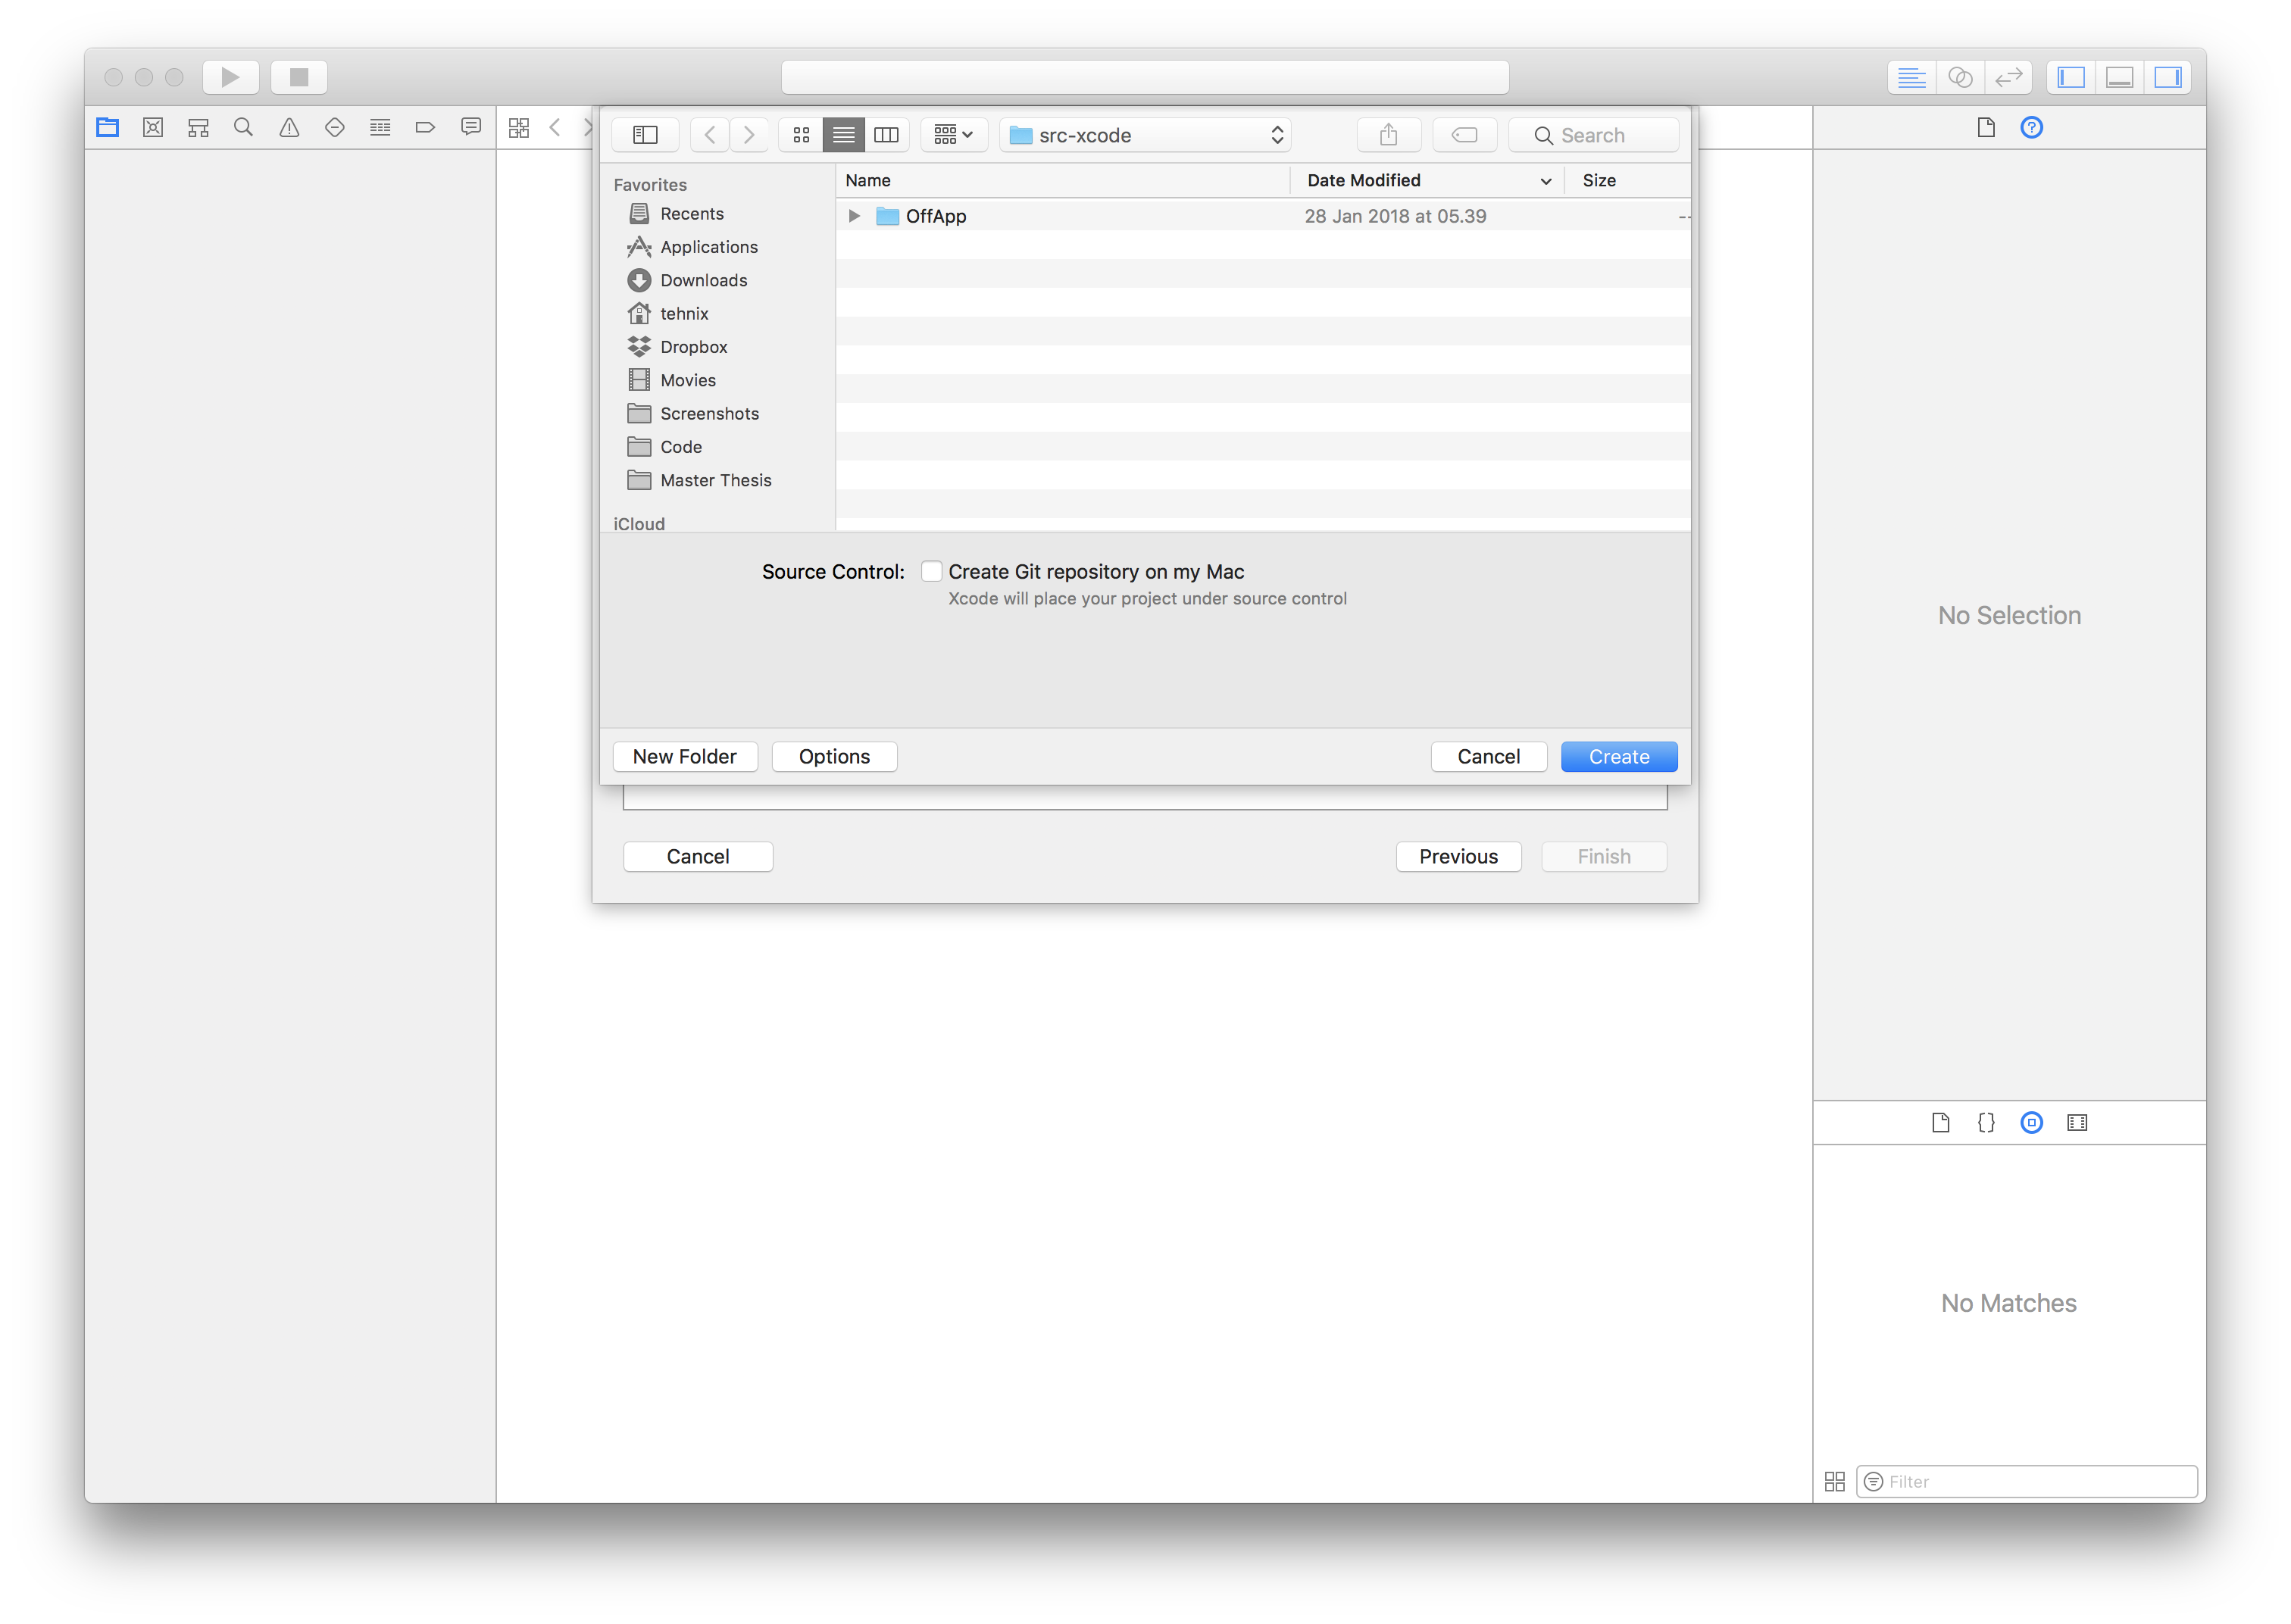 src-xcode
Search
Favorites
Recents
Applications
Downloads
tehnix
Dropbox
Movies
Screenshots
Code
Master Thesis
iCloud
Name Date Modified Size
OffApp 28 Jan 2018 at 05.39 --
Source Control: Create Git repository on my Mac
Xcode will place your project under source control
New Folder Options Cancel Create
Cancel Previous Finish
No Selection
{}
No Matches
Filter